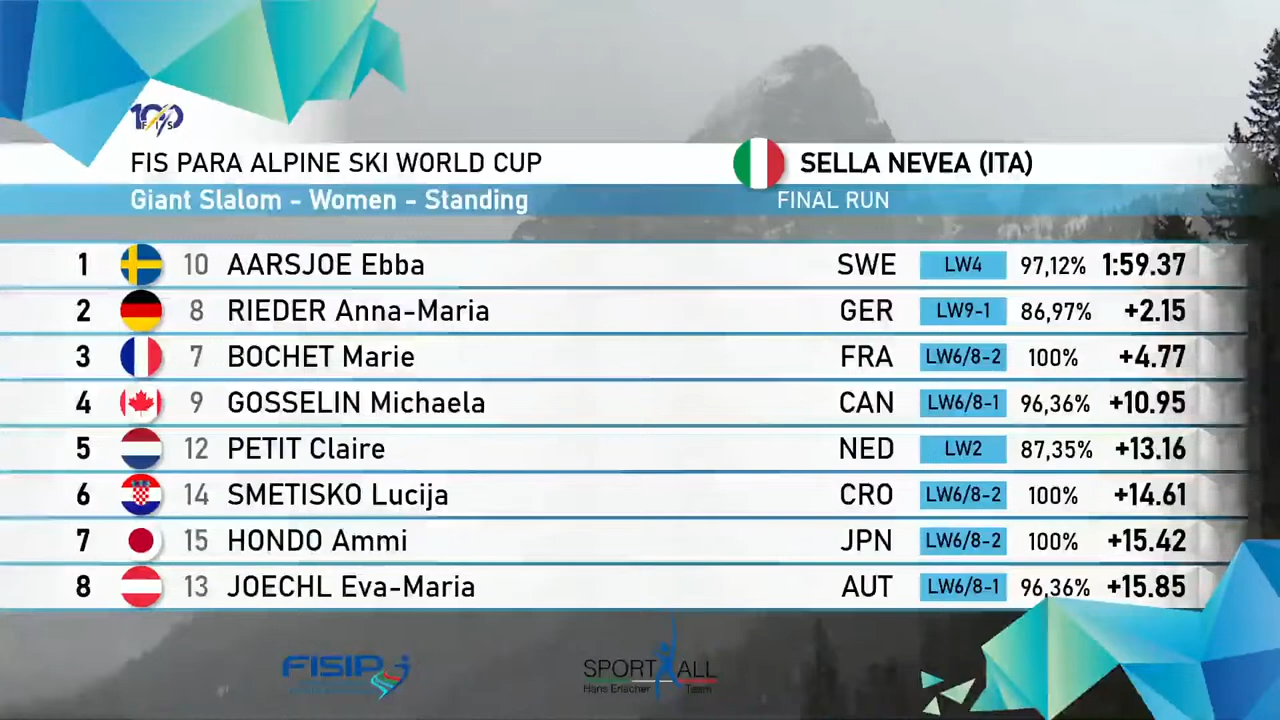 100
FIS
FIS PARA ALPINE SKI WORLD CUP
SELLA NEVEA (ITA)
Giant Slalom - Women - Standing
FINAL RUN
1 10 AARSJOE Ebba SWE LW4 97,12% 1:59.37
2 8 RIEDER Anna-Maria GER LW9-1 86,97% +2.15
3 7 BOCHET Marie FRA LW6/8-2 100% +4.77
4 9 GOSSELIN Michaela CAN LW6/8-1 96,36% +10.95
5 12 PETIT Claire NED LW2 87,35% +13.16
6 14 SMETISKO Lucija CRO LW6/8-2 100% +14.61
7 15 HONDO Ammi JPN LW6/8-2 100% +15.42
8 13 JOECHL Eva-Maria AUT LW6/8-1 96,36% +15.85
FISIP
SPORT ALL
Hans Erlacher Team